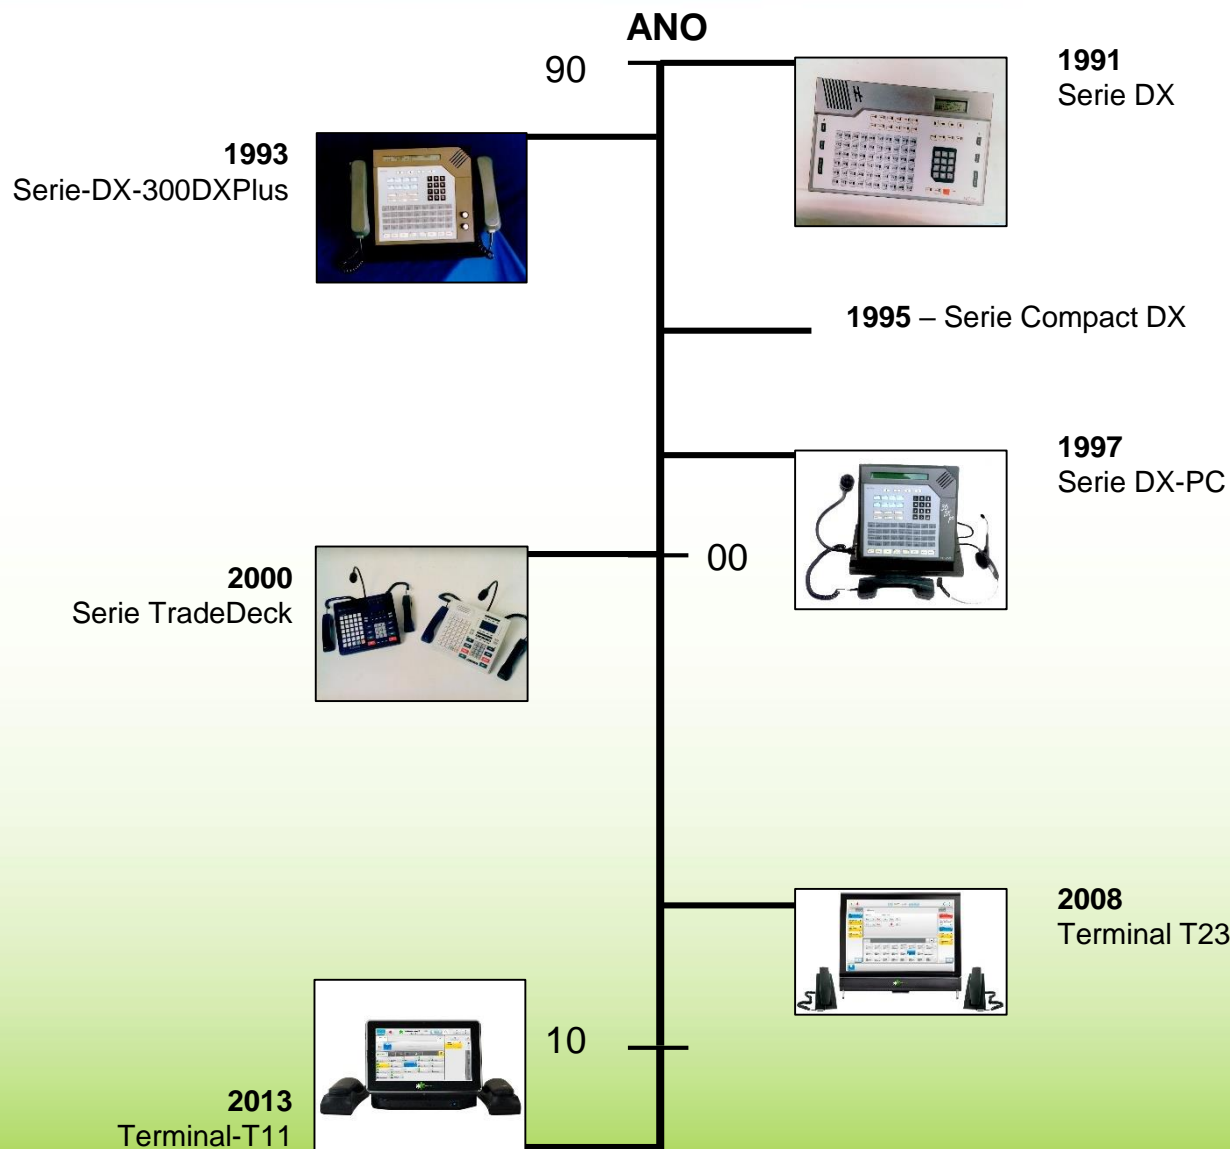 ANO
90
1991
Serie DX
1993
Serie-DX-300DXPlus
1995 – Serie Compact DX
1997
Serie DX-PC
00
2000
Serie TradeDeck
2008
Terminal T23
10
2013
Terminal-T11